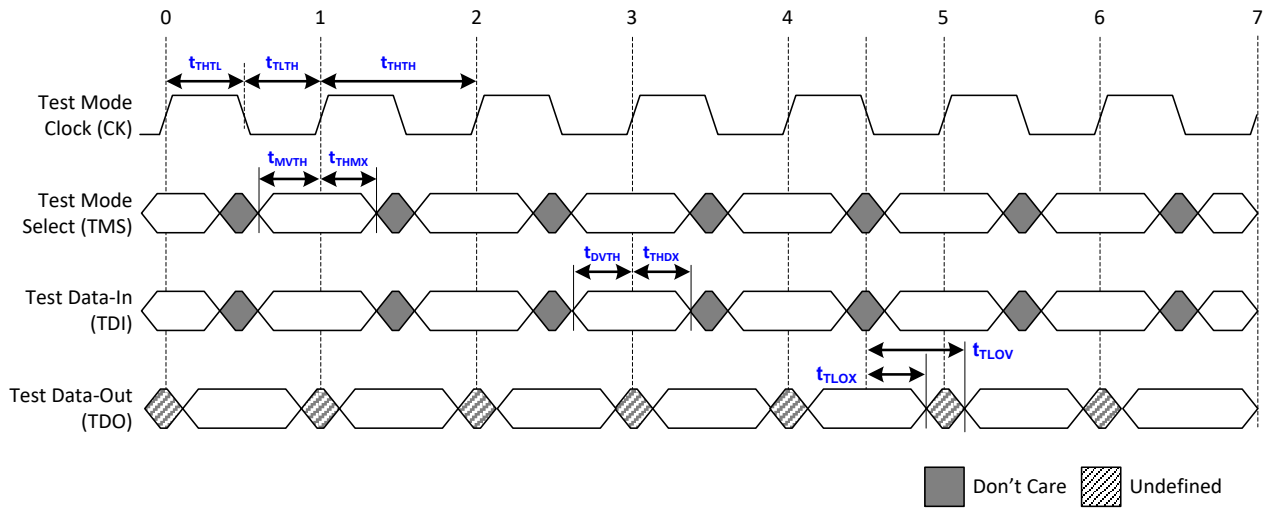 0 1 2 3 4 5 6 7
tTHTL tTLTH tTHTH
Test Mode
Clock (CK)
tMVTH tTHMX
Test Mode
Select (TMS)
tDVTH tTHDX
Test Data-In
(TDI)
tTLOV
tTLOX
Test Data-Out
(TDO)
Don't Care Undefined